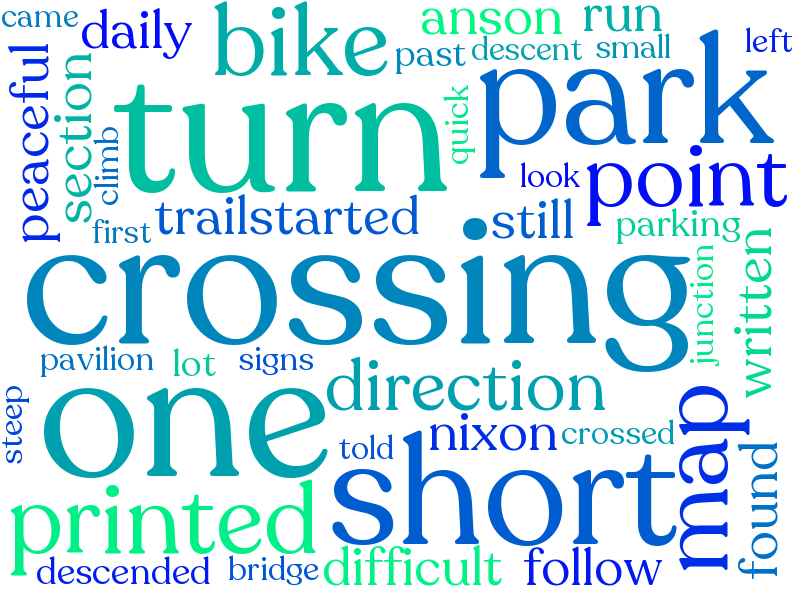 came
daily
bike
anson
run
past
descent
small
left
peaceful
section
climb
turn
quick
park
look
point
first
trailstarted
still
parking
crossing
junction
written
pavilion
lot
signs
direction
steep
one
told
nixon
crossed
map
found
printed
short
descended
bridge
difficult
follow